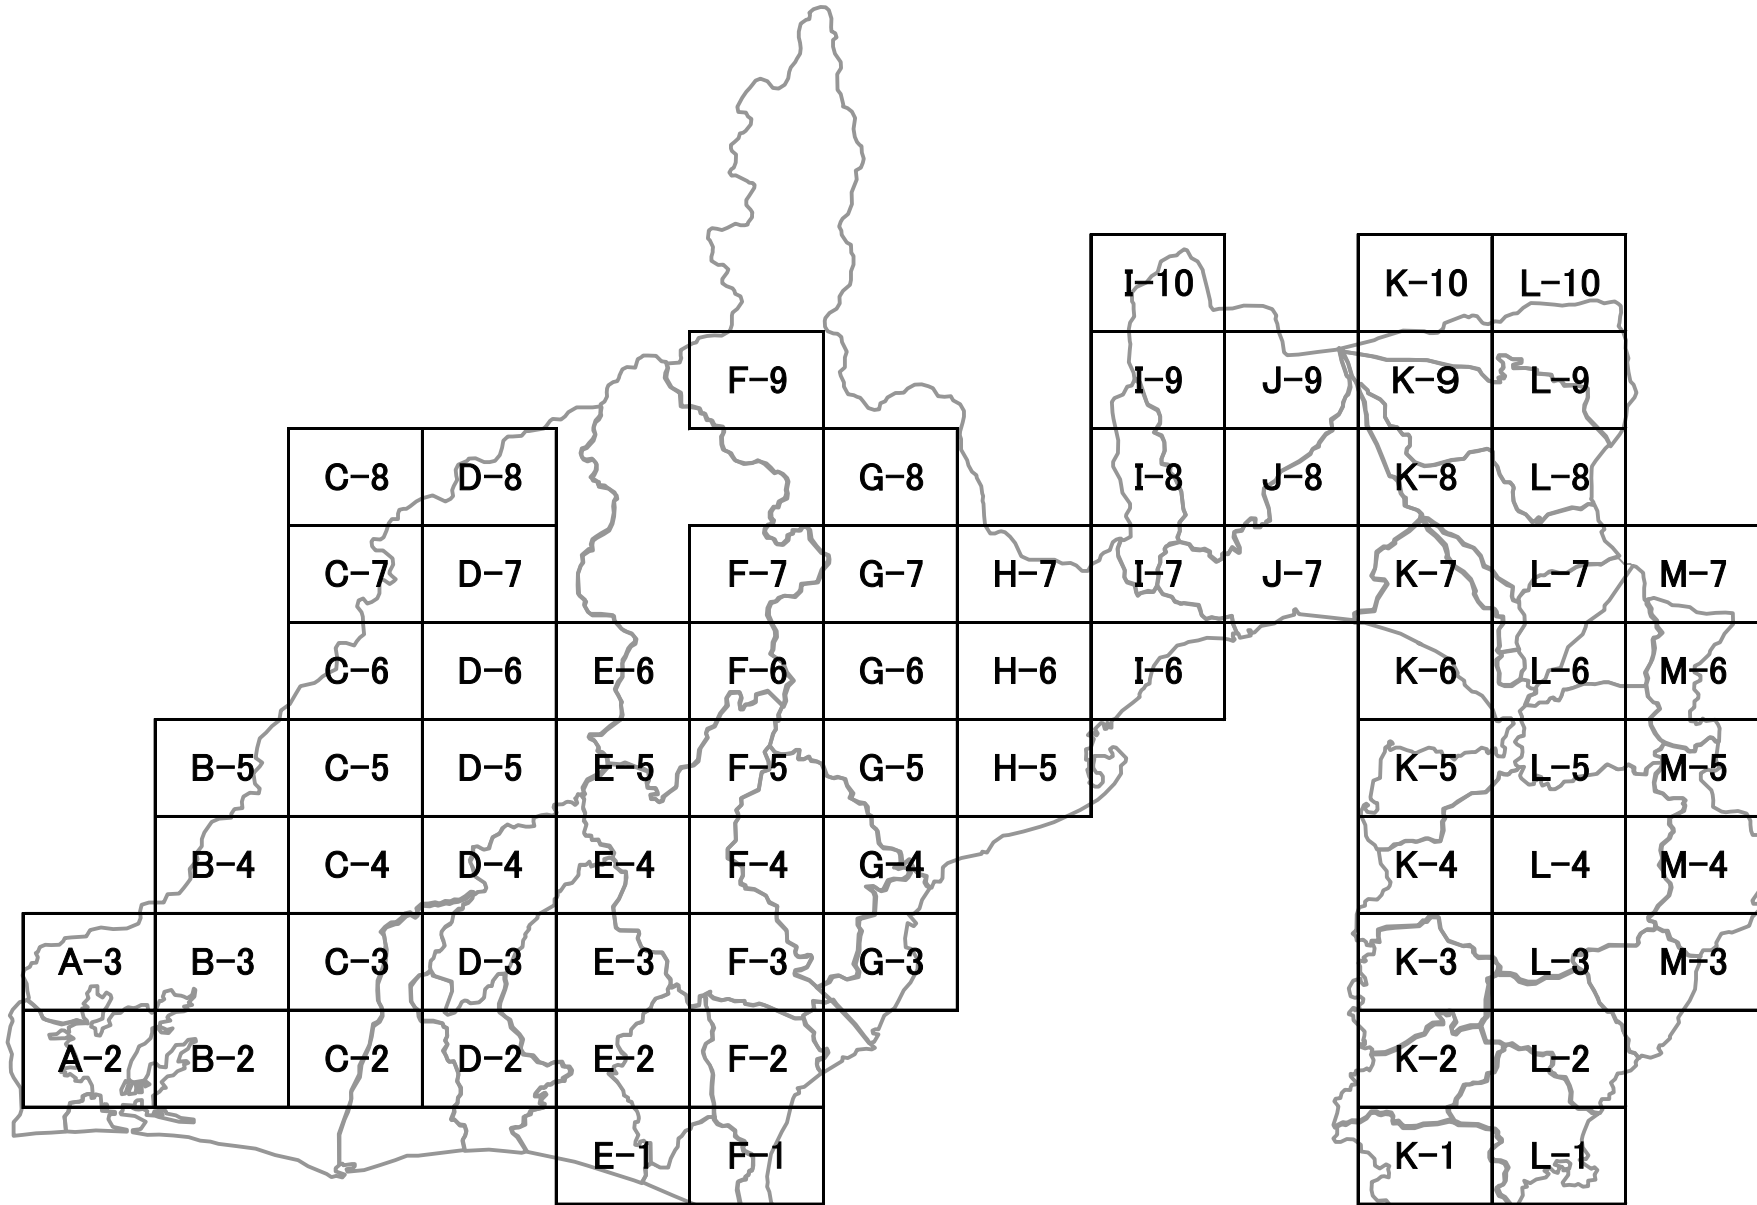 I-10 K-10 L-10
F-9 I-9 J-9 K-9 L-9
C-8 D-8 G-8 I-8 J-8 K-8 L-8
C-7 D-7 F-7 G-7 H-7 I-7 J-7 K-7 L-7 M-7
C-6 D-6 E-6 F-6 G-6 H-6 I-6 K-6 L-6 M-6
B-5 C-5 D-5 E-5 F-5 G-5 H-5 K-5 L-5 M-5
B-4 C-4 D-4 E-4 F-4 G-4 K-4 L-4 M-4
A-3 B-3 C-3 D-3 E-3 F-3 G-3 K-3 L-3 M-3
A-2 B-2 C-2 D-2 E-2 F-2 K-2 L-2
E-1 F-1 K-1 L-1